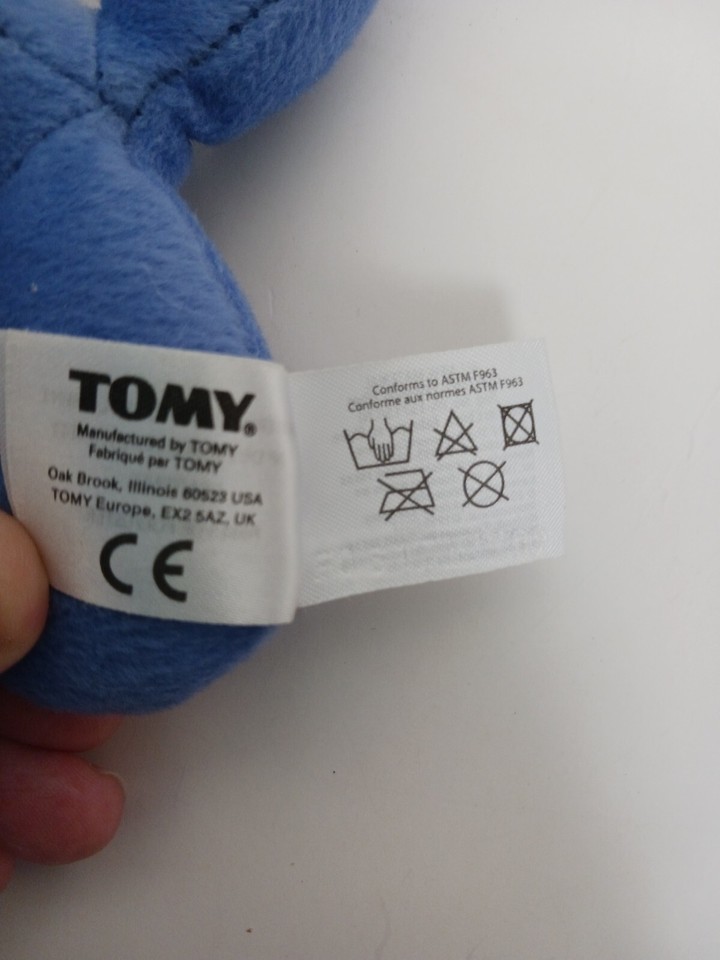 TOMY®
Manufactured by TOMY
Fabriqué par TOMY
Oak Brook, Illinois 60523 USA
TOMY Europe, EX2 5AZ, UK
CE
Conforms to ASTM F963
Conforme aux normes ASTM F963